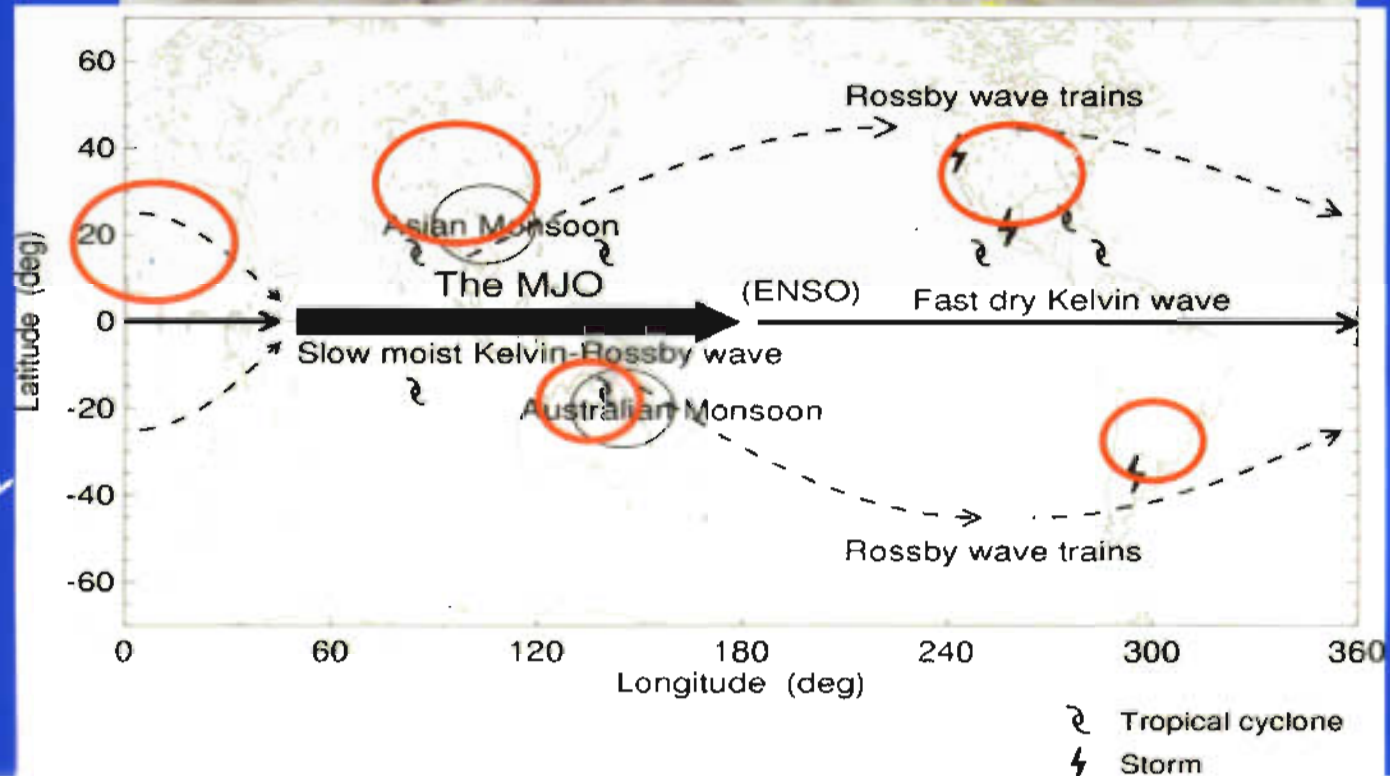 60
Rossby wave trains
40
Asian Monsoon
20
The MJO
(ENSO)
Fast dry Kelvin wave
0
Slow moist Kelvin-Rossby wave
-20
Australian Monsoon
-40
Rossby wave trains
-60
Latitude (deg)
0 60 120 180 240 300 360
Longitude (deg)
Tropical cyclone
Storm